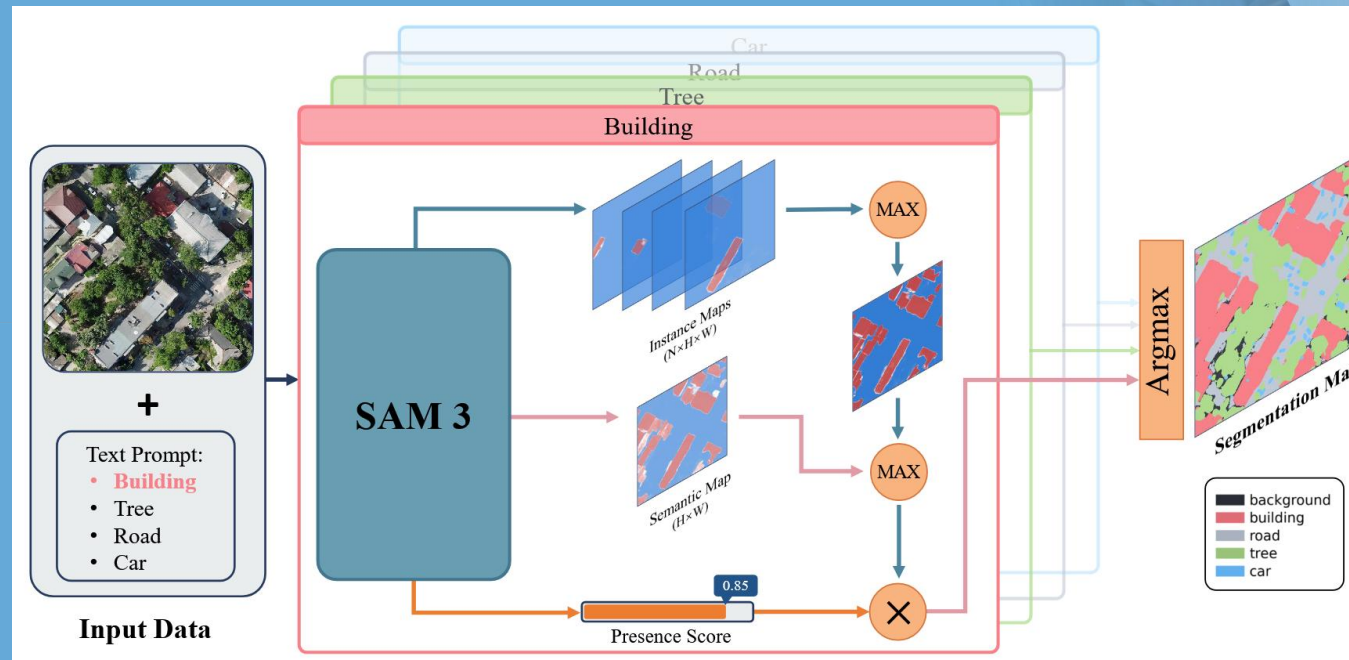 Car
Road
Tree
Building
+
Text Prompt:
• Building
• Tree
• Road
• Car
Input Data
SAM 3
Instance Maps
(N×H×W)
MAX
Semantic Map
(H×W)
MAX
0.85
Presence Score
×
Argmax
Segmentation Ma
background
building
road
tree
car